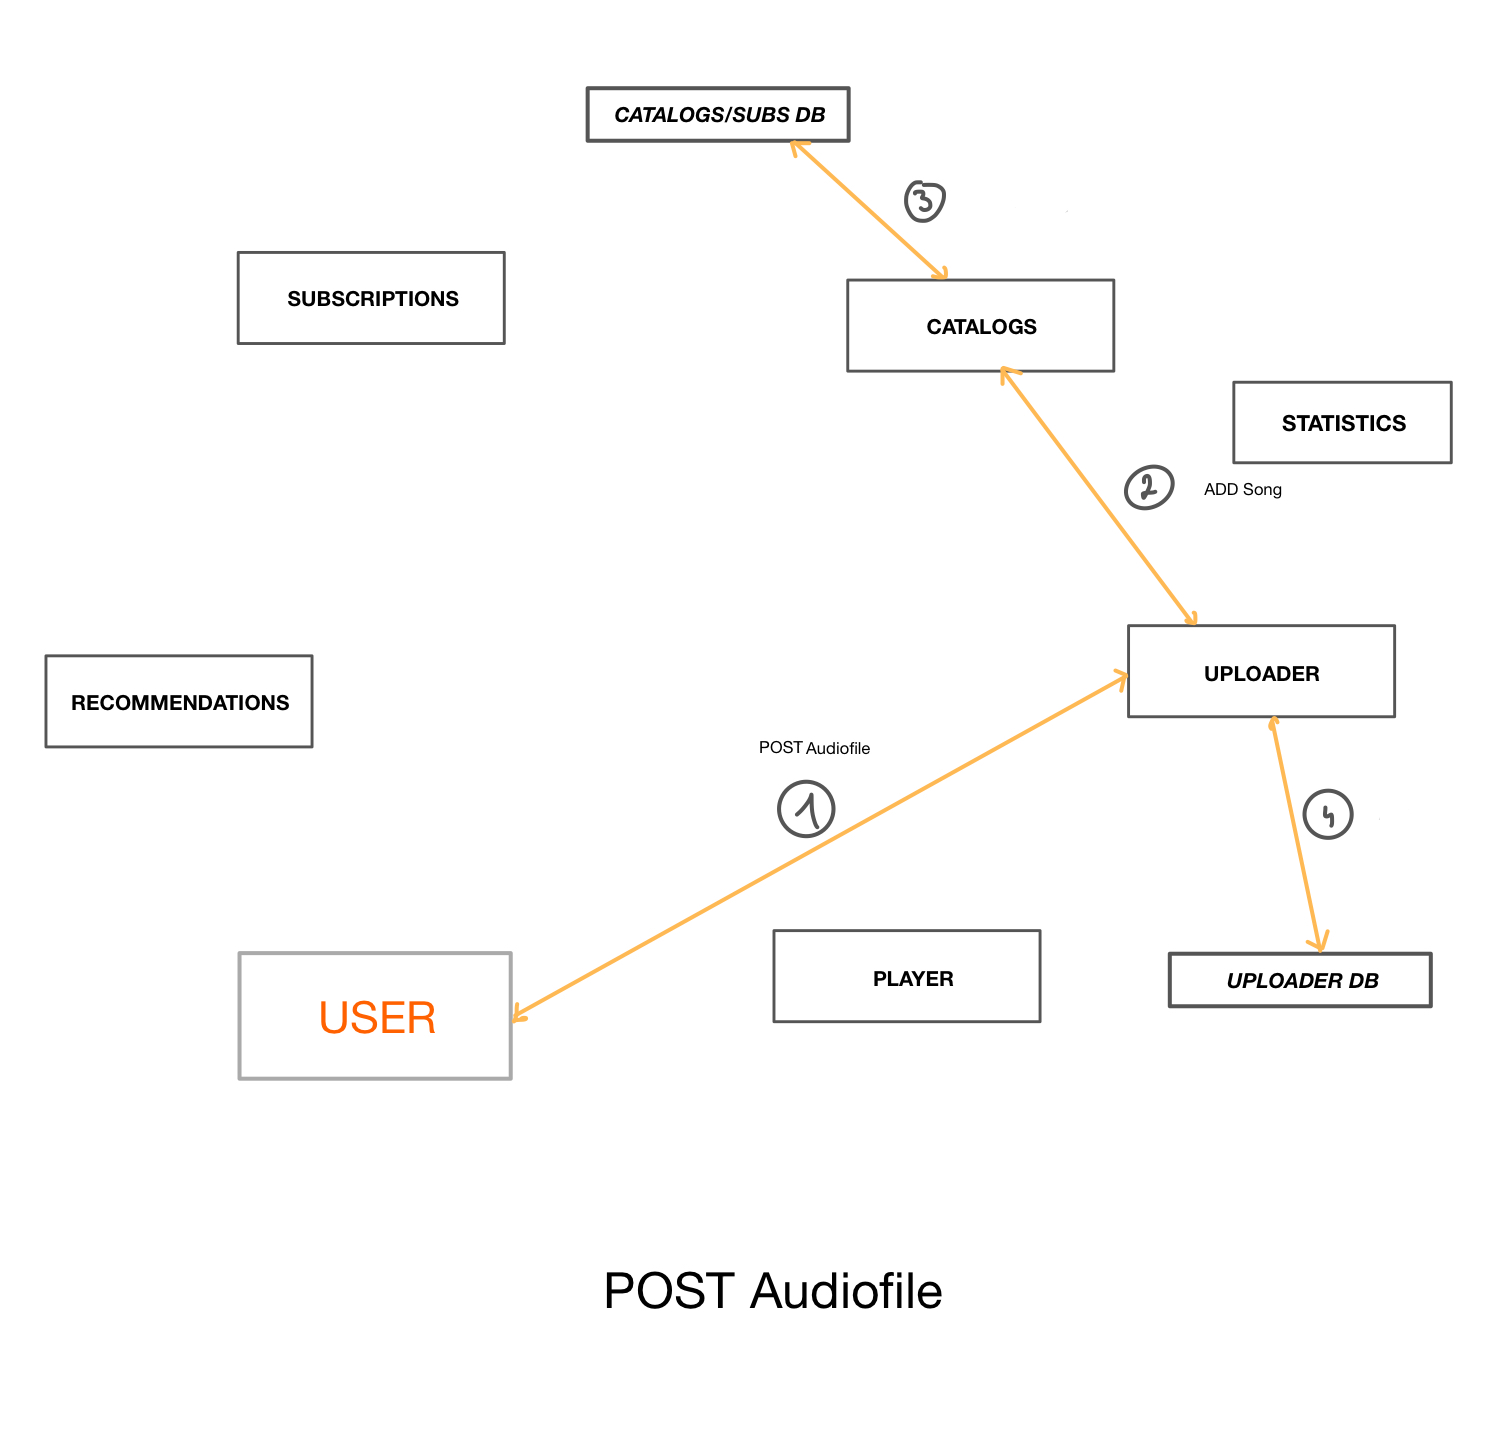 CATALOGS/SUBS DB
3
SUBSCRIPTIONS
CATALOGS
STATISTICS
2
ADD Song
RECOMMENDATIONS
UPLOADER
POST Audiofile
1
4
PLAYER
UPLOADER DB
USER
POST Audiofile